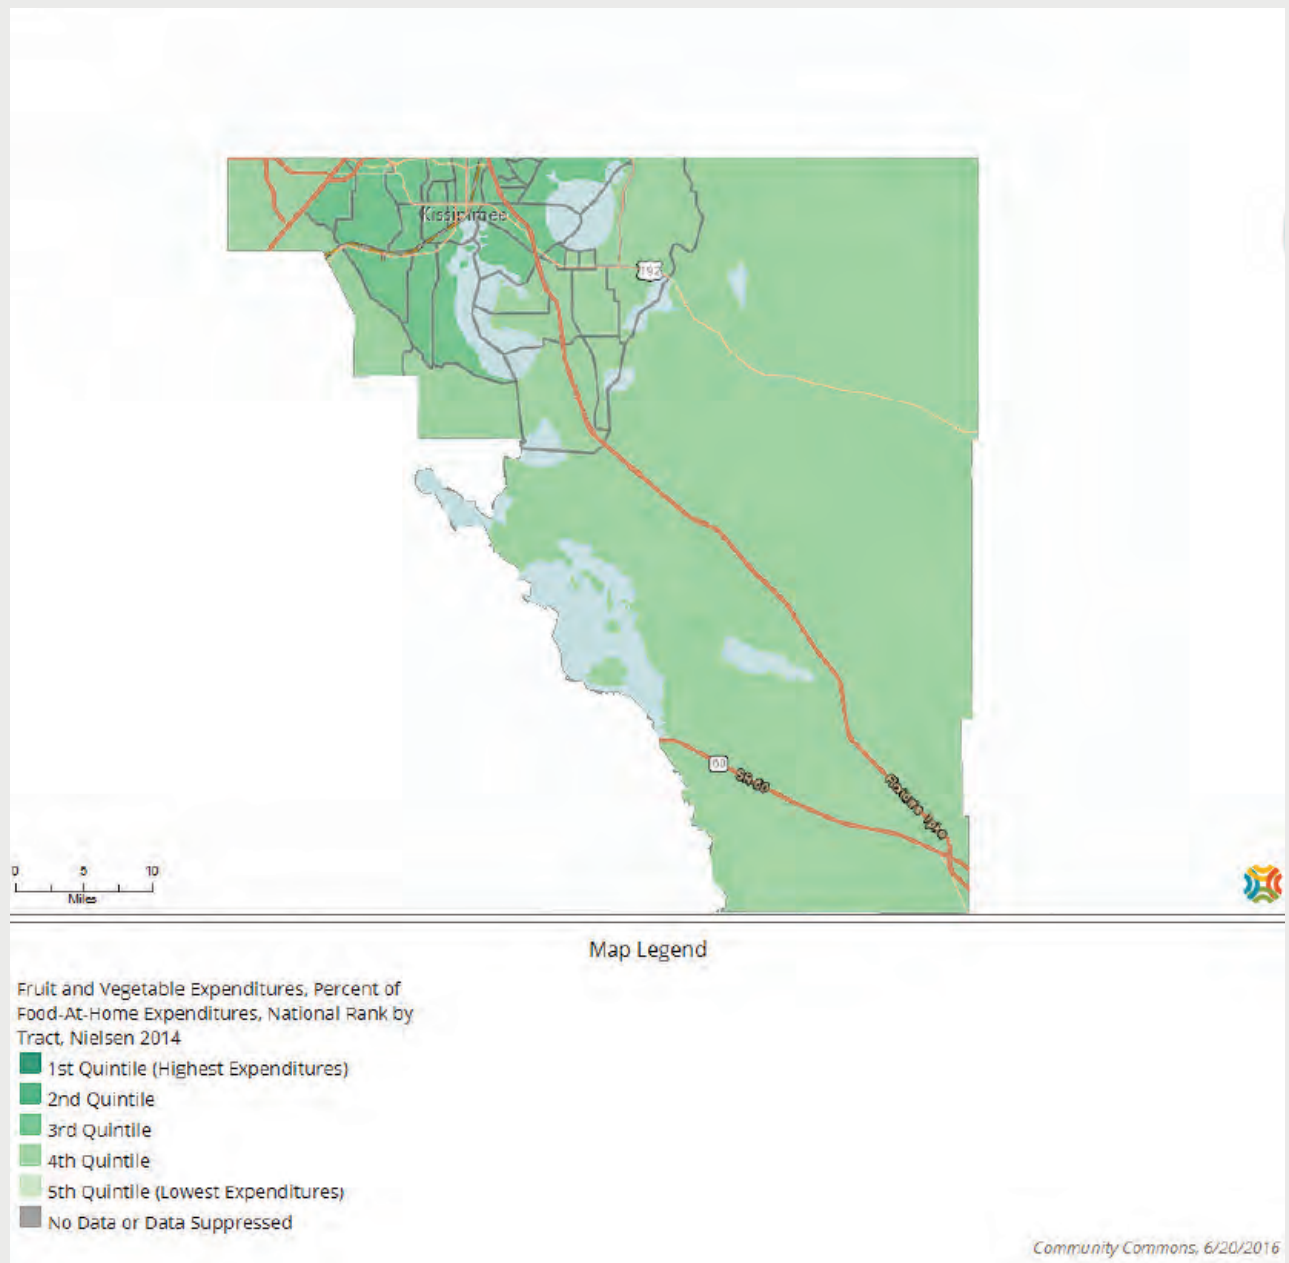 Kissimmee
192
60
SR-60
0 5 10
Miles
Map Legend
Fruit and Vegetable Expenditures, Percent of
Food-At-Home Expenditures, National Rank by
Tract, Nielsen 2014
1st Quintile (Highest Expenditures)
2nd Quintile
3rd Quintile
4th Quintile
5th Quintile (Lowest Expenditures)
No Data or Data Suppressed
Community Commons, 6/20/2016